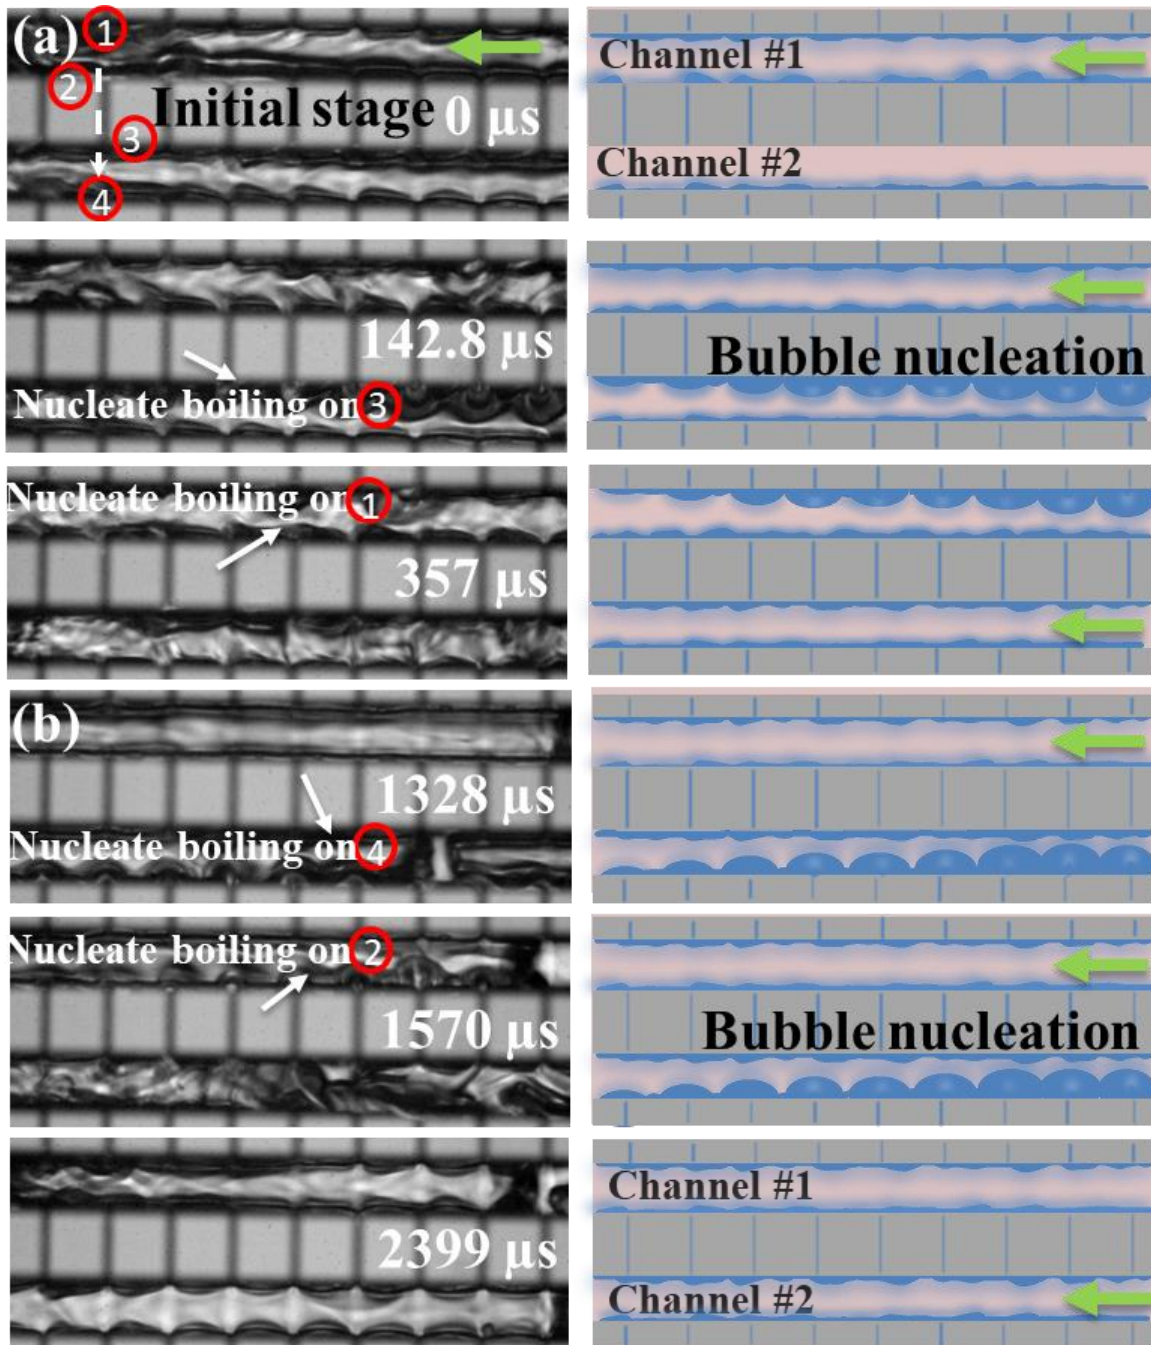 (a) 1
2
Initial stage 0 µs
3
4
Channel #1
Channel #2
142.8 µs
Nucleate boiling on 3
Bubble nucleation
Nucleate boiling on 1
357 µs
(b)
1328 µs
Nucleate boiling on 4
Nucleate boiling on 2
1570 µs
Bubble nucleation
2399 µs
Channel #1
Channel #2